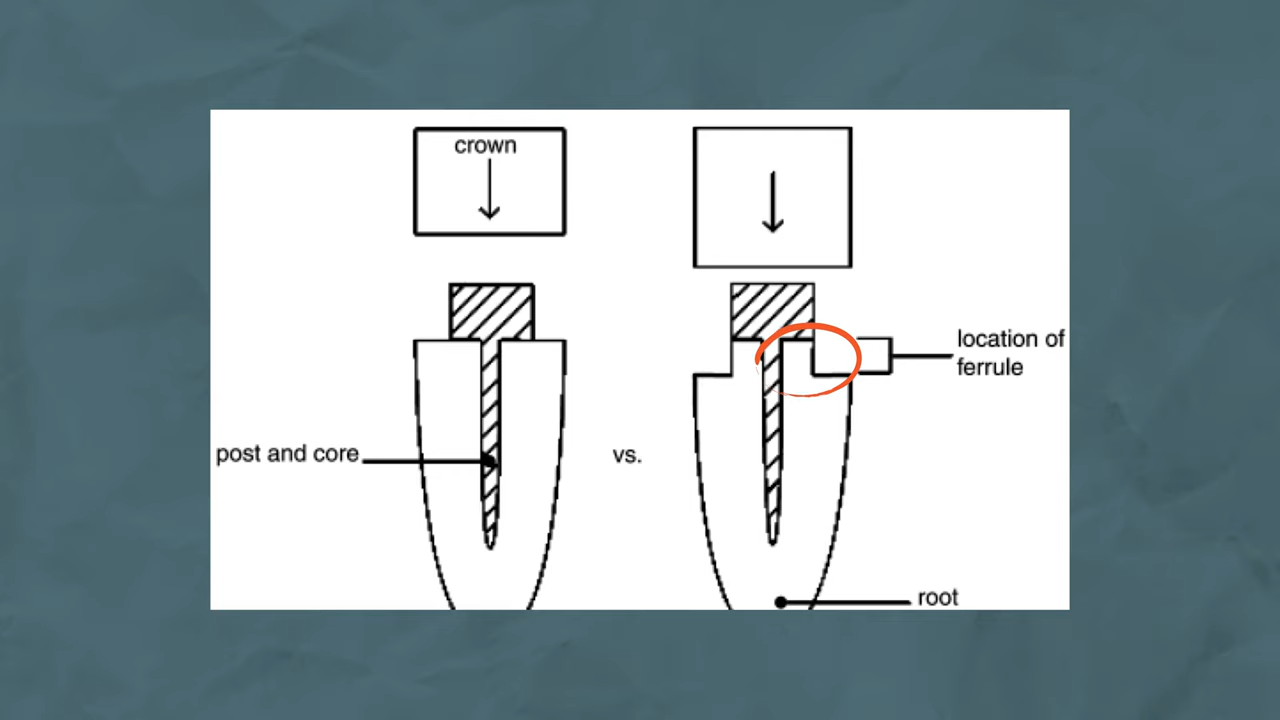 crown
location of
ferrule
post and core
vs.
root